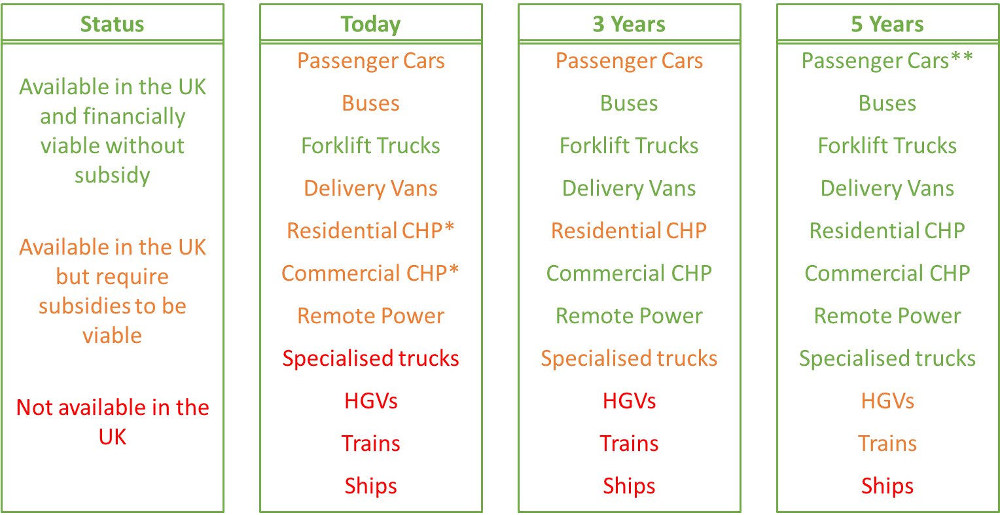 Status
Available in the UK
and financially
viable without
subsidy
Available in the UK
but require
subsidies to be
viable
Not available in the
UK
Today
Passenger Cars
Buses
Forklift Trucks
Delivery Vans
Residential CHP*
Commercial CHP*
Remote Power
Specialised trucks
HGVs
Trains
Ships
3 Years
Passenger Cars
Buses
Forklift Trucks
Delivery Vans
Residential CHP
Commercial CHP
Remote Power
Specialised trucks
HGVs
Trains
Ships
5 Years
Passenger Cars**
Buses
Forklift Trucks
Delivery Vans
Residential CHP
Commercial CHP
Remote Power
Specialised trucks
HGVs
Trains
Ships